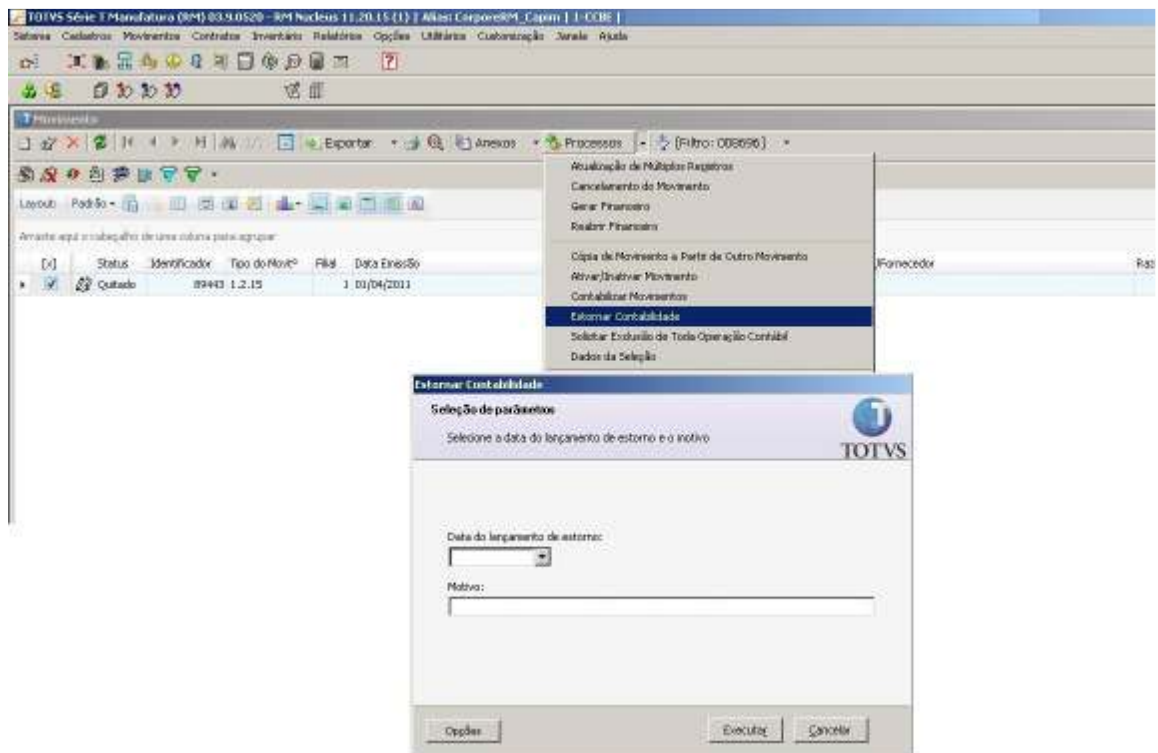 TOTVS Série T Manufatura (RM) 03.9.0520 - RM Nucleus 11.20.15 (1) | Alias: CorporeRM_Capim | 1-CCBE |
Cadastros Movimentos Contratos Inventário Relatórios Opções Utilitários Customização Janela Ajuda
Movimento
Exportar Anexos Processos [Filtro: 009696]
Layout: Padrão
Arraste aqui o cabeçalho de uma coluna para agrupar
[x] Status Identificador Tipo do Movtº Filial Data Emissão /Fornecedor
Quitado 89443 1.2.15 1 01/04/2011
Atualização de Múltiplos Registros
Cancelamento do Movimento
Gerar Financeiro
Reabrir Financeiro
Cópia de Movimento a Partir de Outro Movimento
Ativar/Inativar Movimento
Contabilizar Movimentos
Estornar Contabilidade
Solicitar Exclusão de Toda Operação Contábil
Dados da Seleção
Estornar Contabilidade
Seleção de parâmetros
Selecione a data do lançamento de estorno e o motivo
TOTVS
Data do lançamento de estorno:
Motivo:
Opções Executar Cancelar